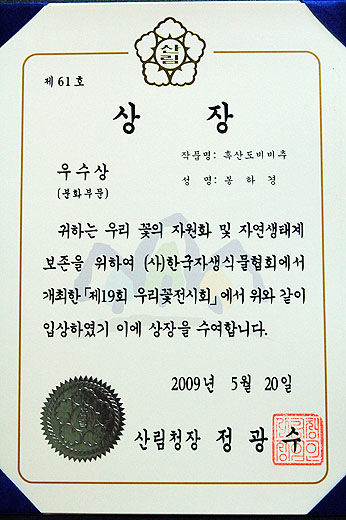 산림
제 61 호
상 장
작품명: 흑산도비비추
우수상
(분화부문)
성 명: 봉 하 경
귀하는 우리 꽃의 자원화 및 자연생태계
보존을 위하여 (사)한국자생식물협회에서
개최한「제19회 우리꽃전시회」에서 위와 같이
입상하였기 이에 상장을 수여합니다.
2009년 5월 20일
산림청장 정 광 수